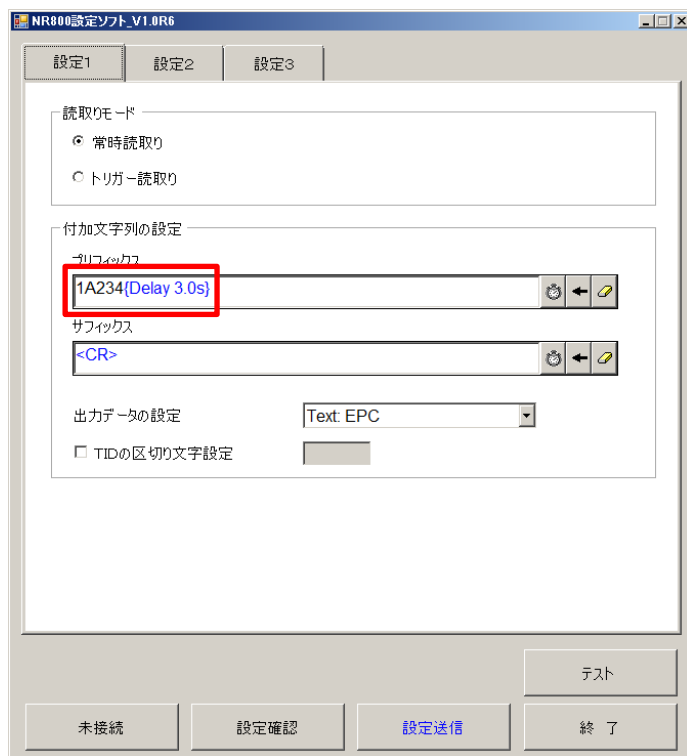 NR800設定ソフト_V1.0R6
設定1 設定2 設定3
読取りモード
常時読取り
トリガー読取り
付加文字列の設定
プリフィックス
1A234{Delay 3.0s}
サフィックス
<CR>
出力データの設定 Text: EPC
TIDの区切り文字設定
テスト
未接続 設定確認 設定送信 終 了